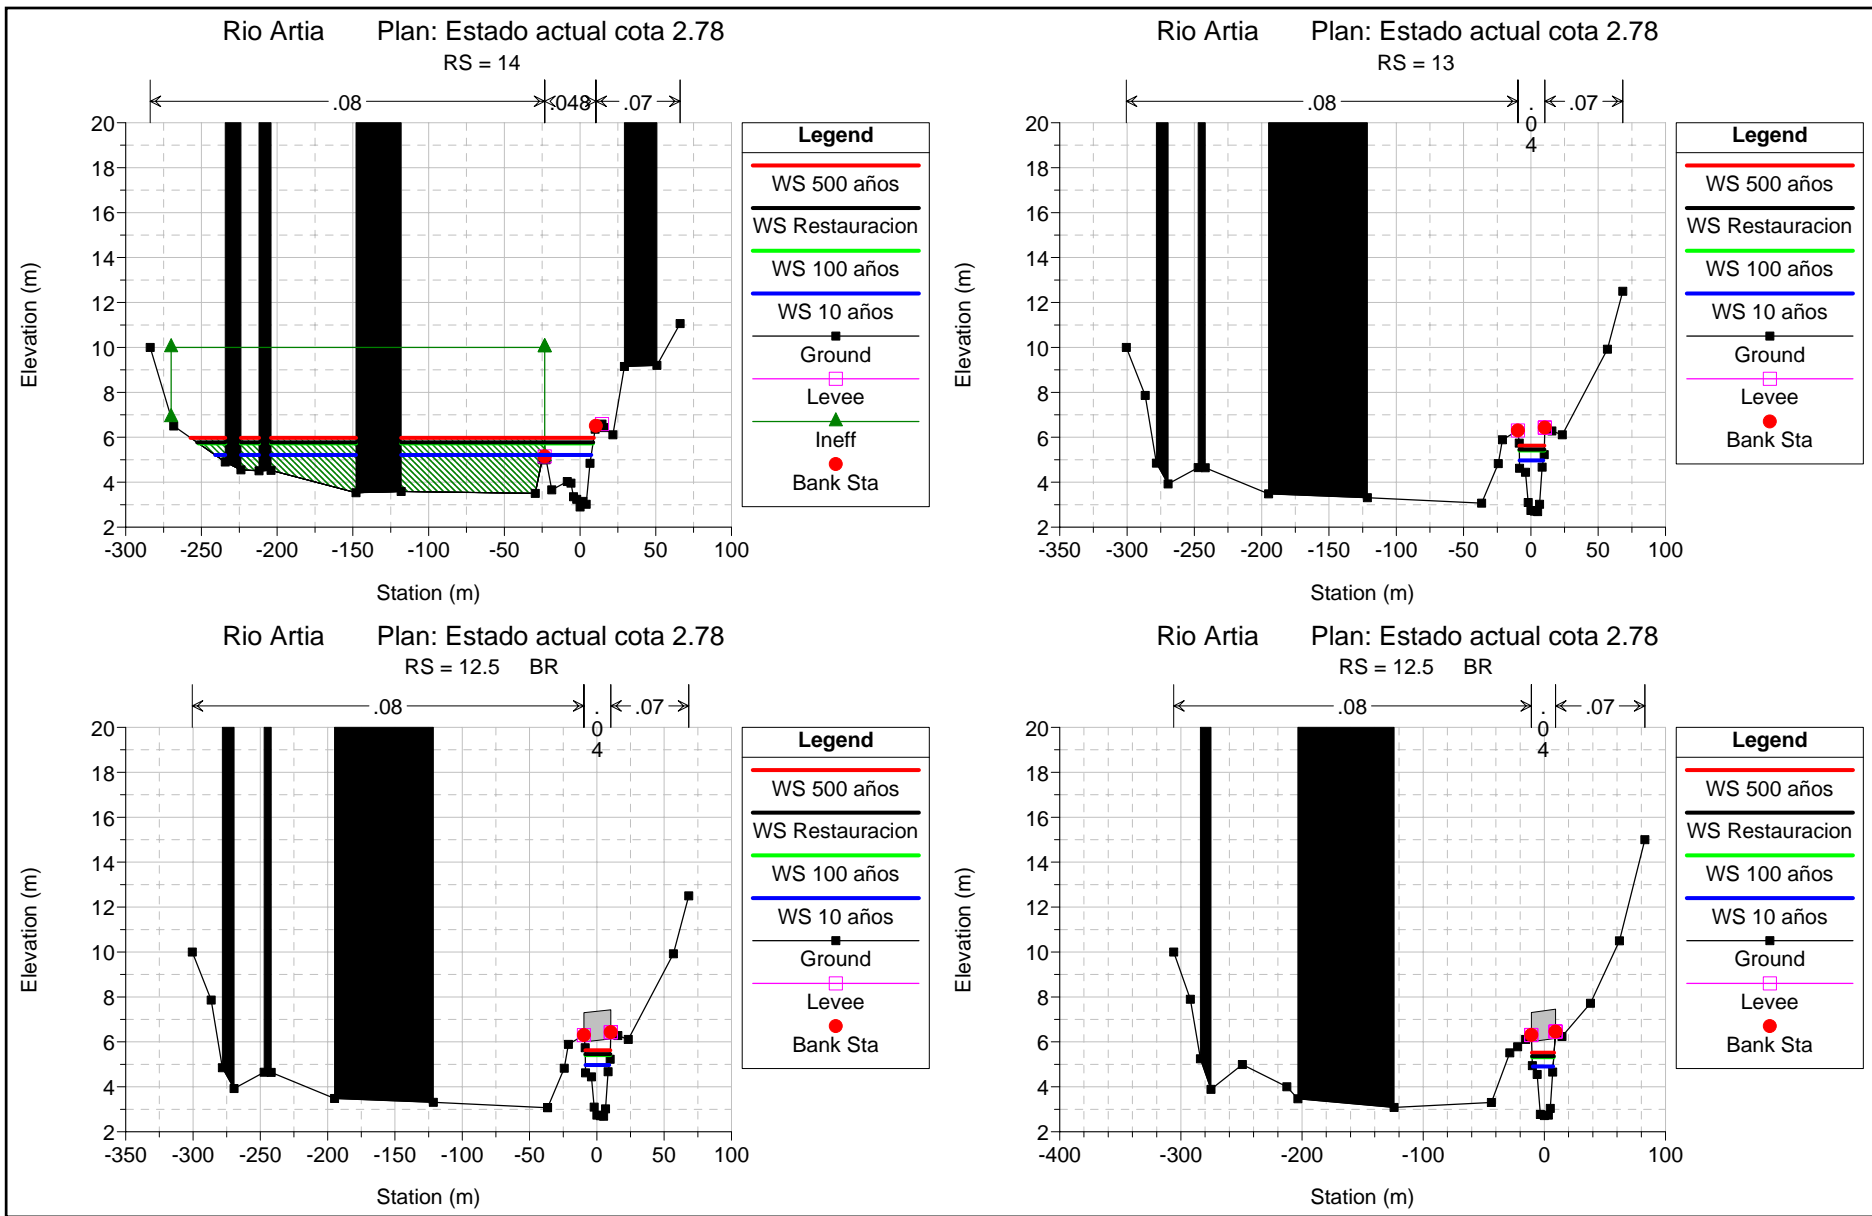 Rio Artia Plan: Estado actual cota 2.78
RS = 14
.08 .048 .07
20
18
16
14
12
10
8
6
4
2
-300 -250 -200 -150 -100 -50 0 50 100
Elevation (m)
Station (m)
Legend
WS 500 años
WS Restauracion
WS 100 años
WS 10 años
Ground
Levee
Ineff
Bank Sta
Rio Artia Plan: Estado actual cota 2.78
RS = 13
.08 .04 .07
20
18
16
14
12
10
8
6
4
2
-350 -300 -250 -200 -150 -100 -50 0 50 100
Elevation (m)
Station (m)
Legend
WS 500 años
WS Restauracion
WS 100 años
WS 10 años
Ground
Levee
Bank Sta
Rio Artia Plan: Estado actual cota 2.78
RS = 12.5 BR
.08 .04 .07
20
18
16
14
12
10
8
6
4
2
-350 -300 -250 -200 -150 -100 -50 0 50 100
Elevation (m)
Station (m)
Legend
WS 500 años
WS Restauracion
WS 100 años
WS 10 años
Ground
Levee
Bank Sta
Rio Artia Plan: Estado actual cota 2.78
RS = 12.5 BR
.08 .04 .07
20
18
16
14
12
10
8
6
4
2
-400 -300 -200 -100 0 100
Elevation (m)
Station (m)
Legend
WS 500 años
WS Restauracion
WS 100 años
WS 10 años
Ground
Levee
Bank Sta